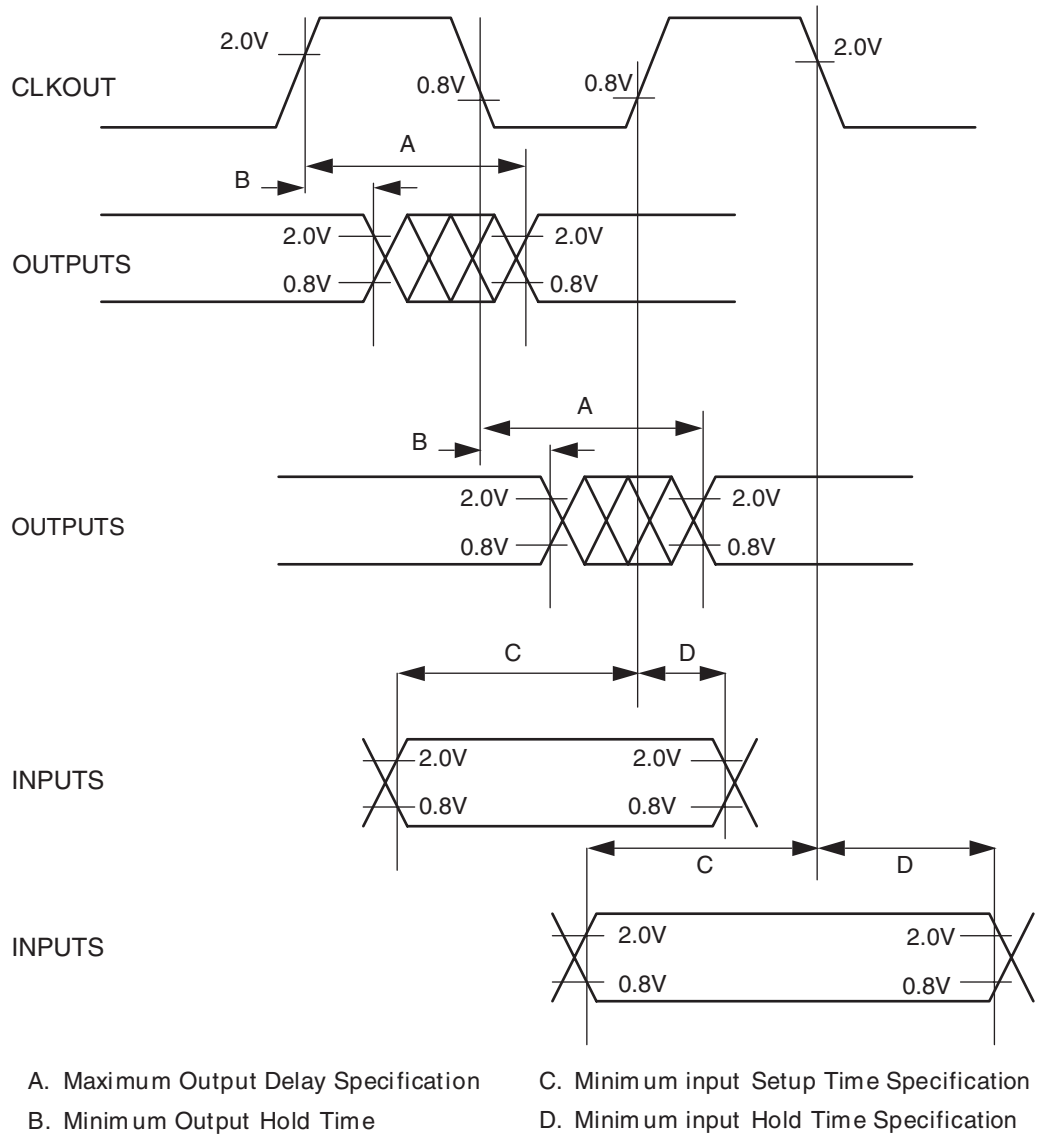 2.0V
2.0V
CLKOUT
0.8V
0.8V
A
B
2.0V
2.0V
OUTPUTS
0.8V
0.8V
A
B
2.0V
2.0V
OUTPUTS
0.8V
0.8V
C
D
2.0V
2.0V
INPUTS
0.8V
0.8V
C
D
2.0V
2.0V
INPUTS
0.8V
0.8V
A. Maximum Output Delay Specification
B. Minimum Output Hold Time
C. Minimum input Setup Time Specification
D. Minimum input Hold Time Specification